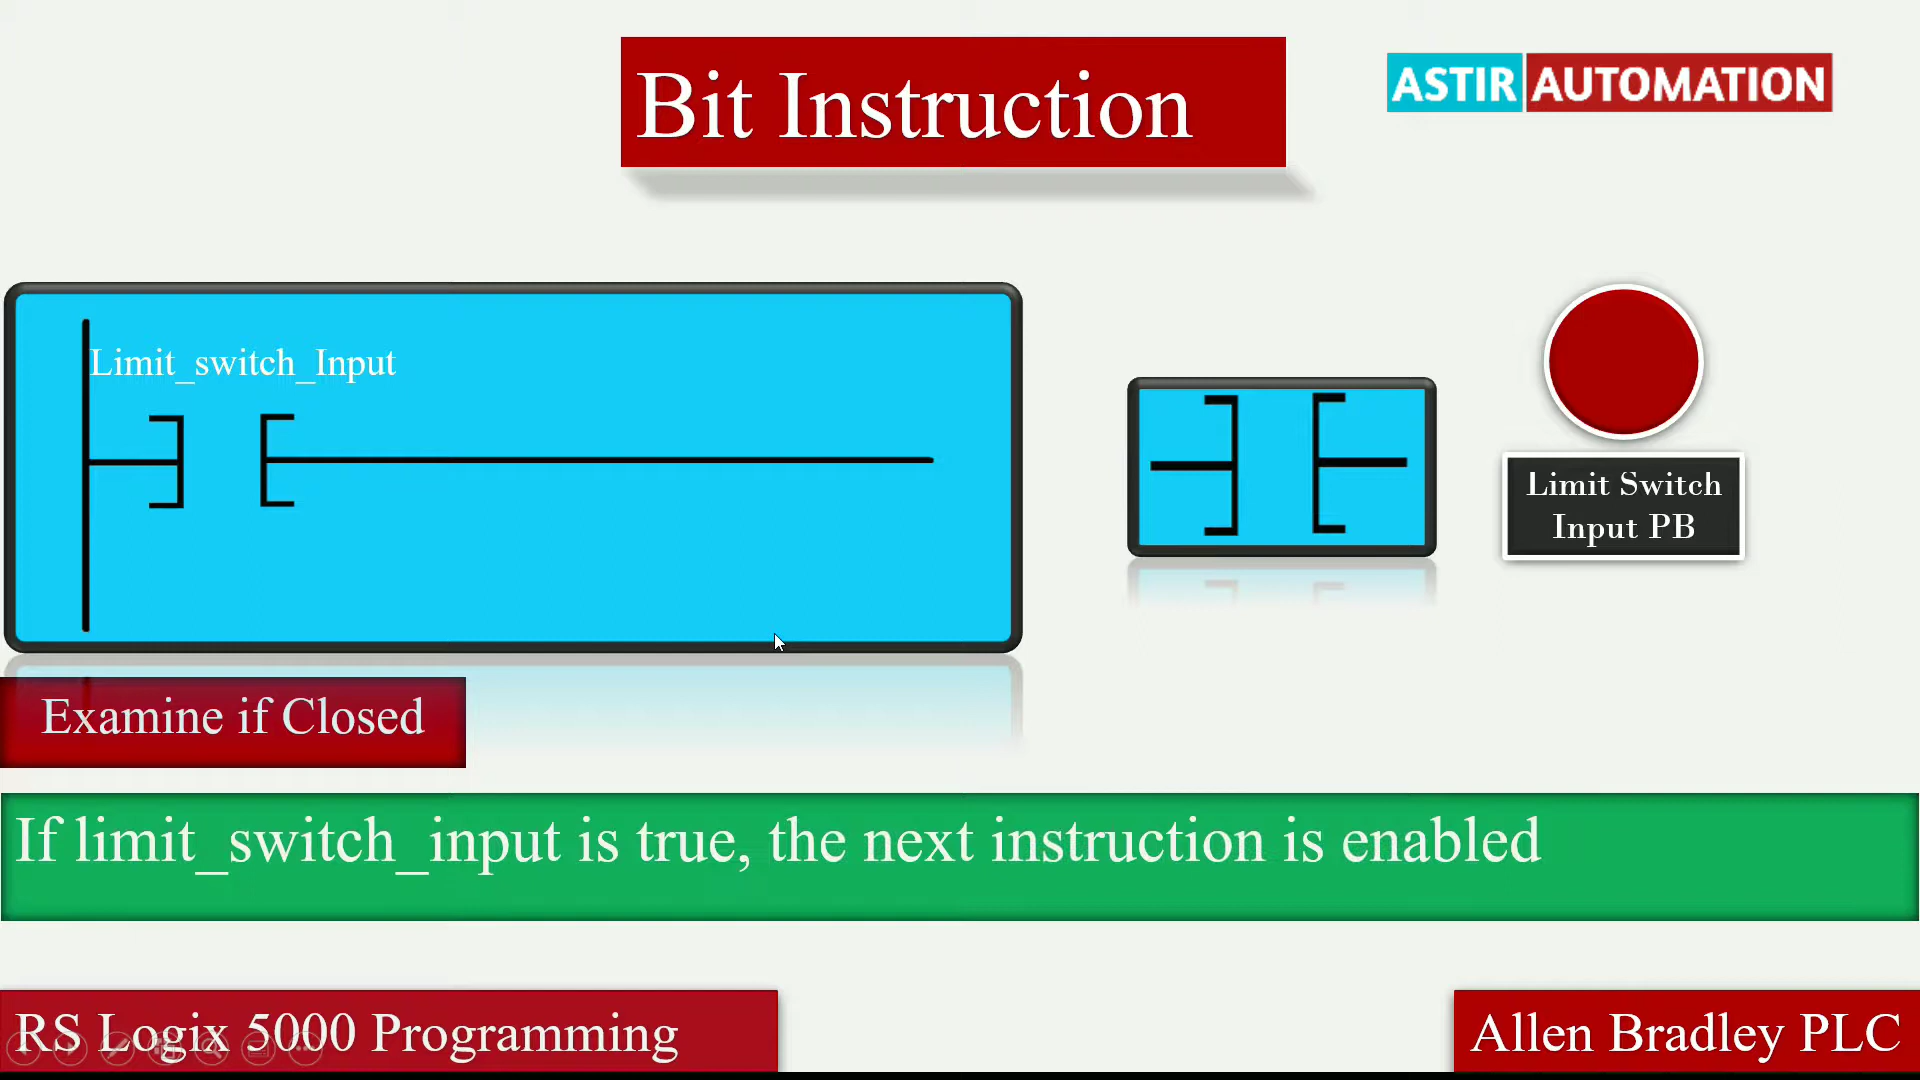 Bit Instruction
ASTIR AUTOMATION
Limit_switch_Input
Limit Switch
Input PB
Examine if Closed
If limit_switch_input is true, the next instruction is enabled
RS Logix 5000 Programming
Allen Bradley PLC